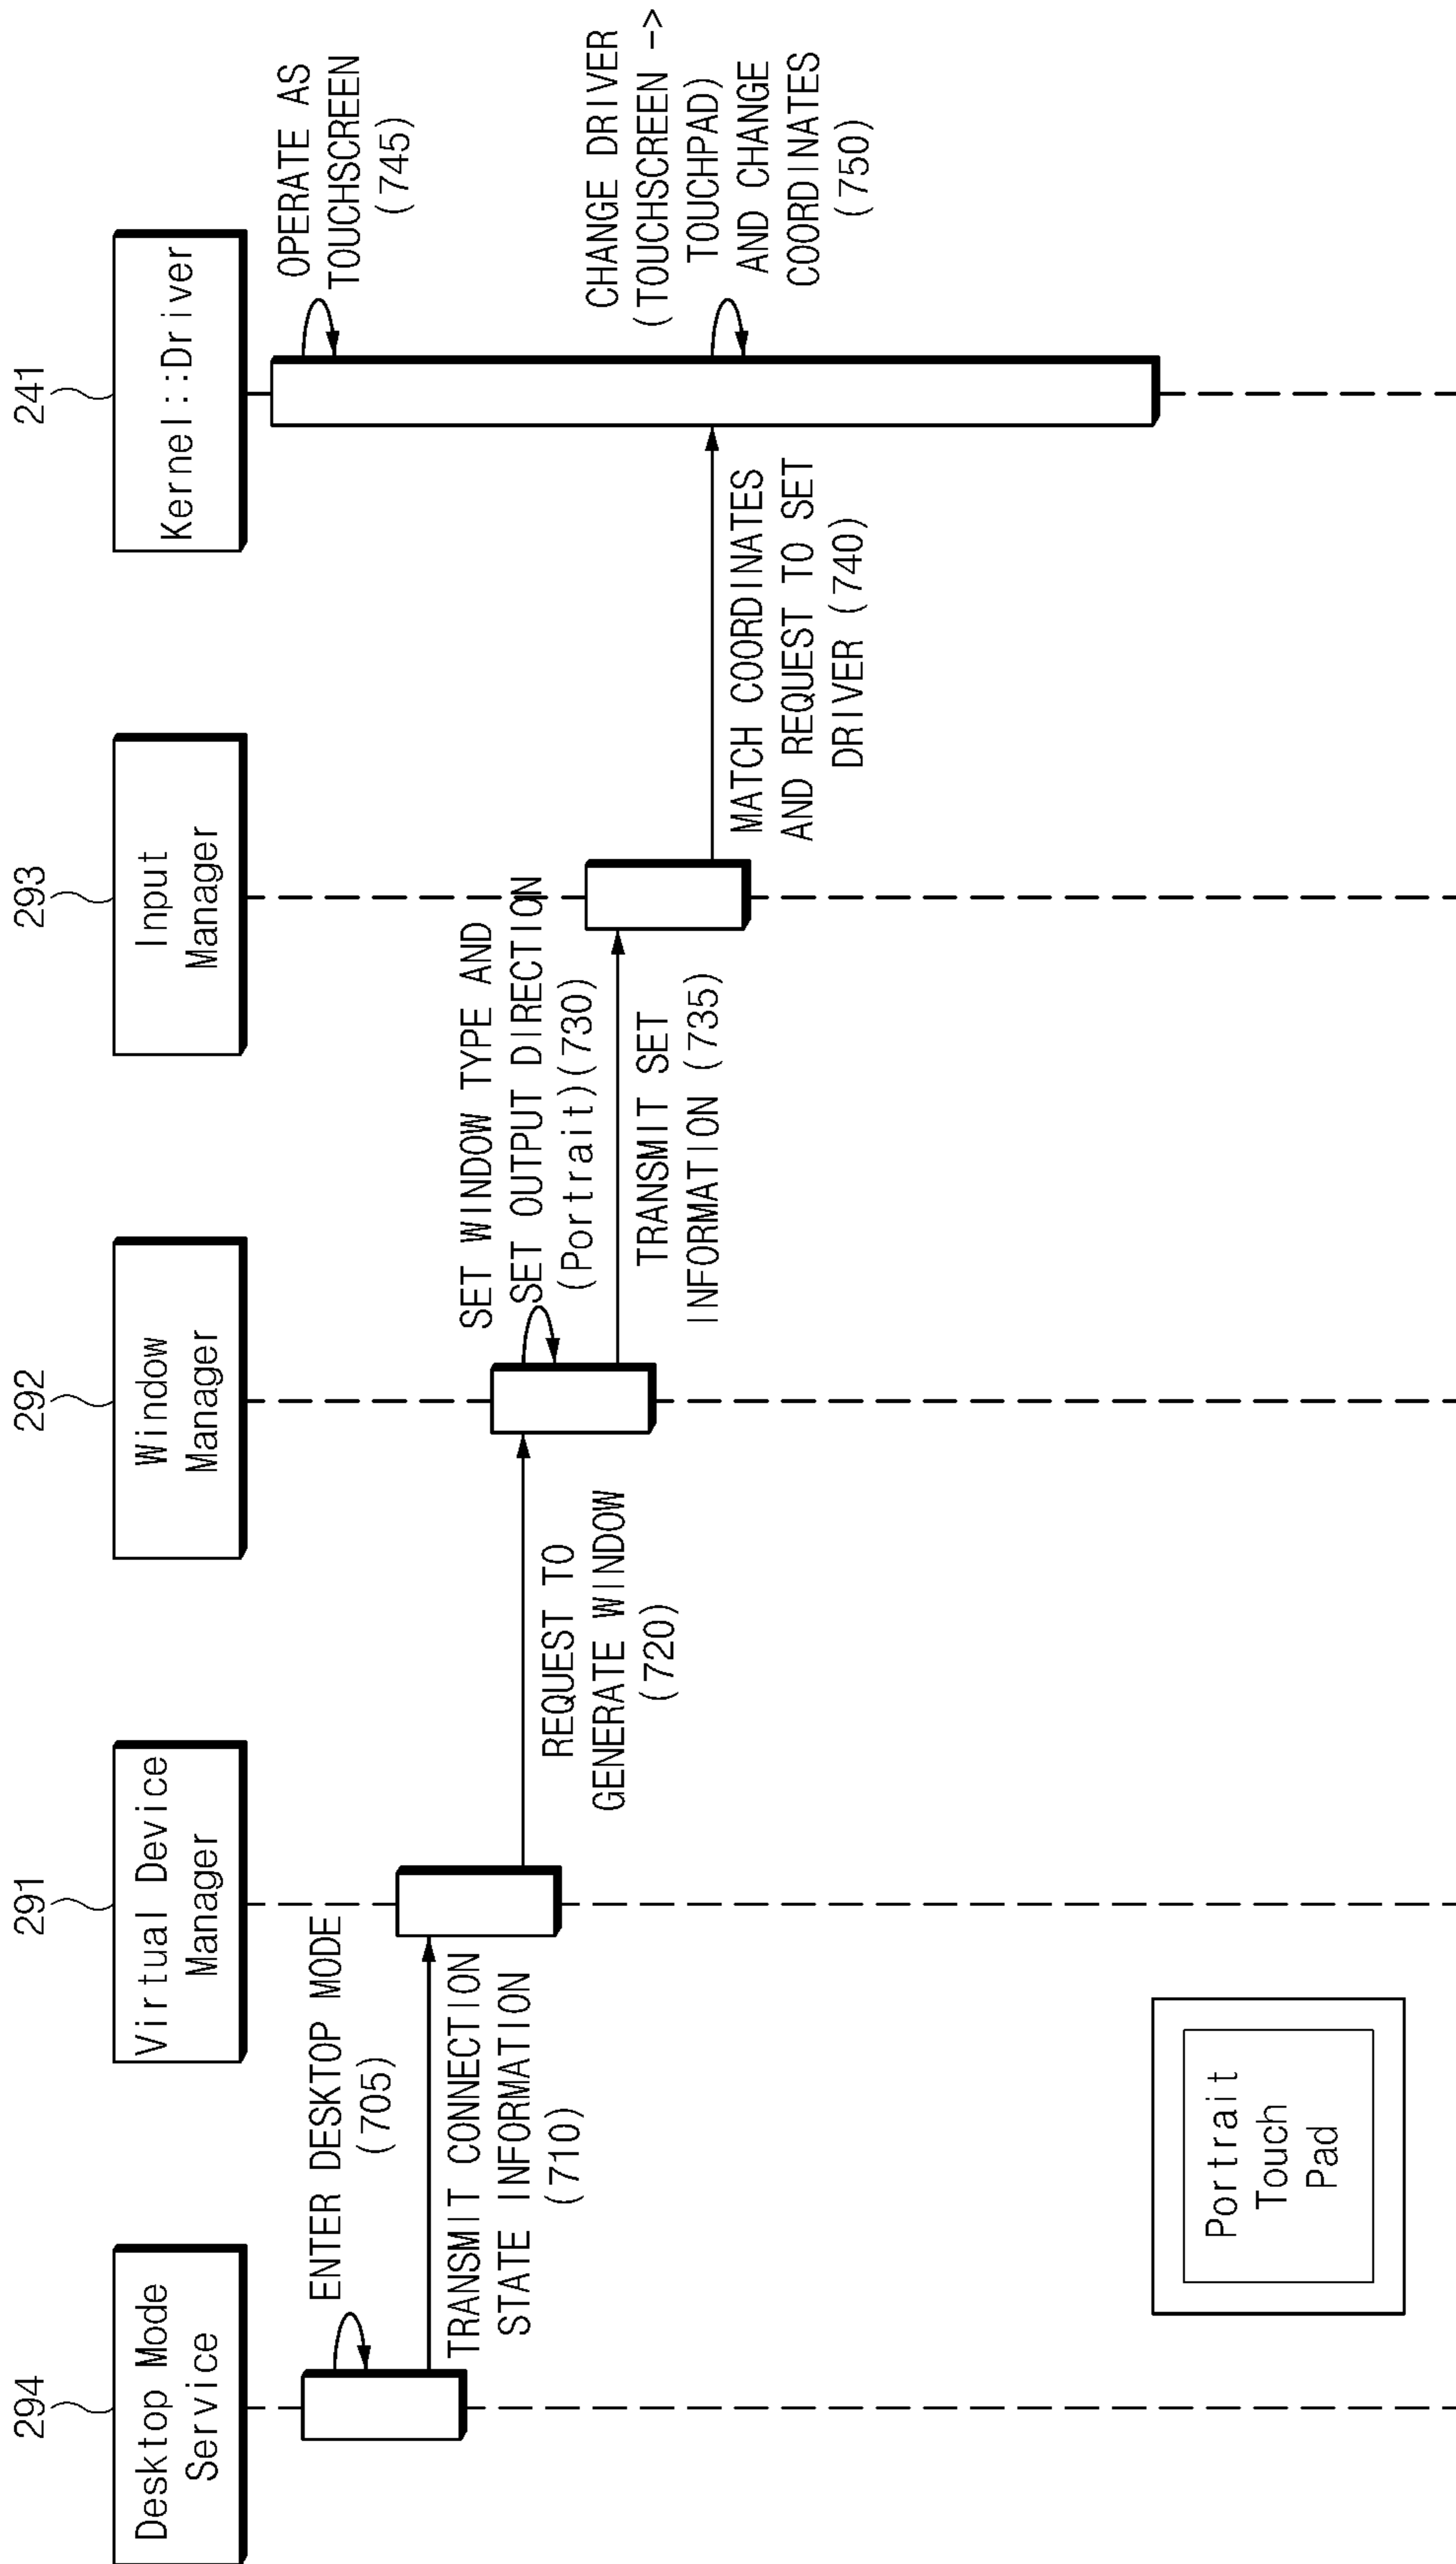 294
291
292
293
241
Desktop Mode
Service
Virtual Device
Manager
Window
Manager
Input
Manager
Kernel::Driver
OPERATE AS
TOUCHSCREEN
(745)
ENTER DESKTOP MODE
(705)
TRANSMIT CONNECTION
STATE INFORMATION
(710)
SET WINDOW TYPE AND
SET OUTPUT DIRECTION
(Portrait)(730)
REQUEST TO
GENERATE WINDOW
(720)
TRANSMIT SET
INFORMATION (735)
CHANGE DRIVER
(TOUCHSCREEN ->
TOUCHPAD)
AND CHANGE
COORDINATES
(750)
MATCH COORDINATES
AND REQUEST TO SET
DRIVER (740)
Portrait
Touch
Pad